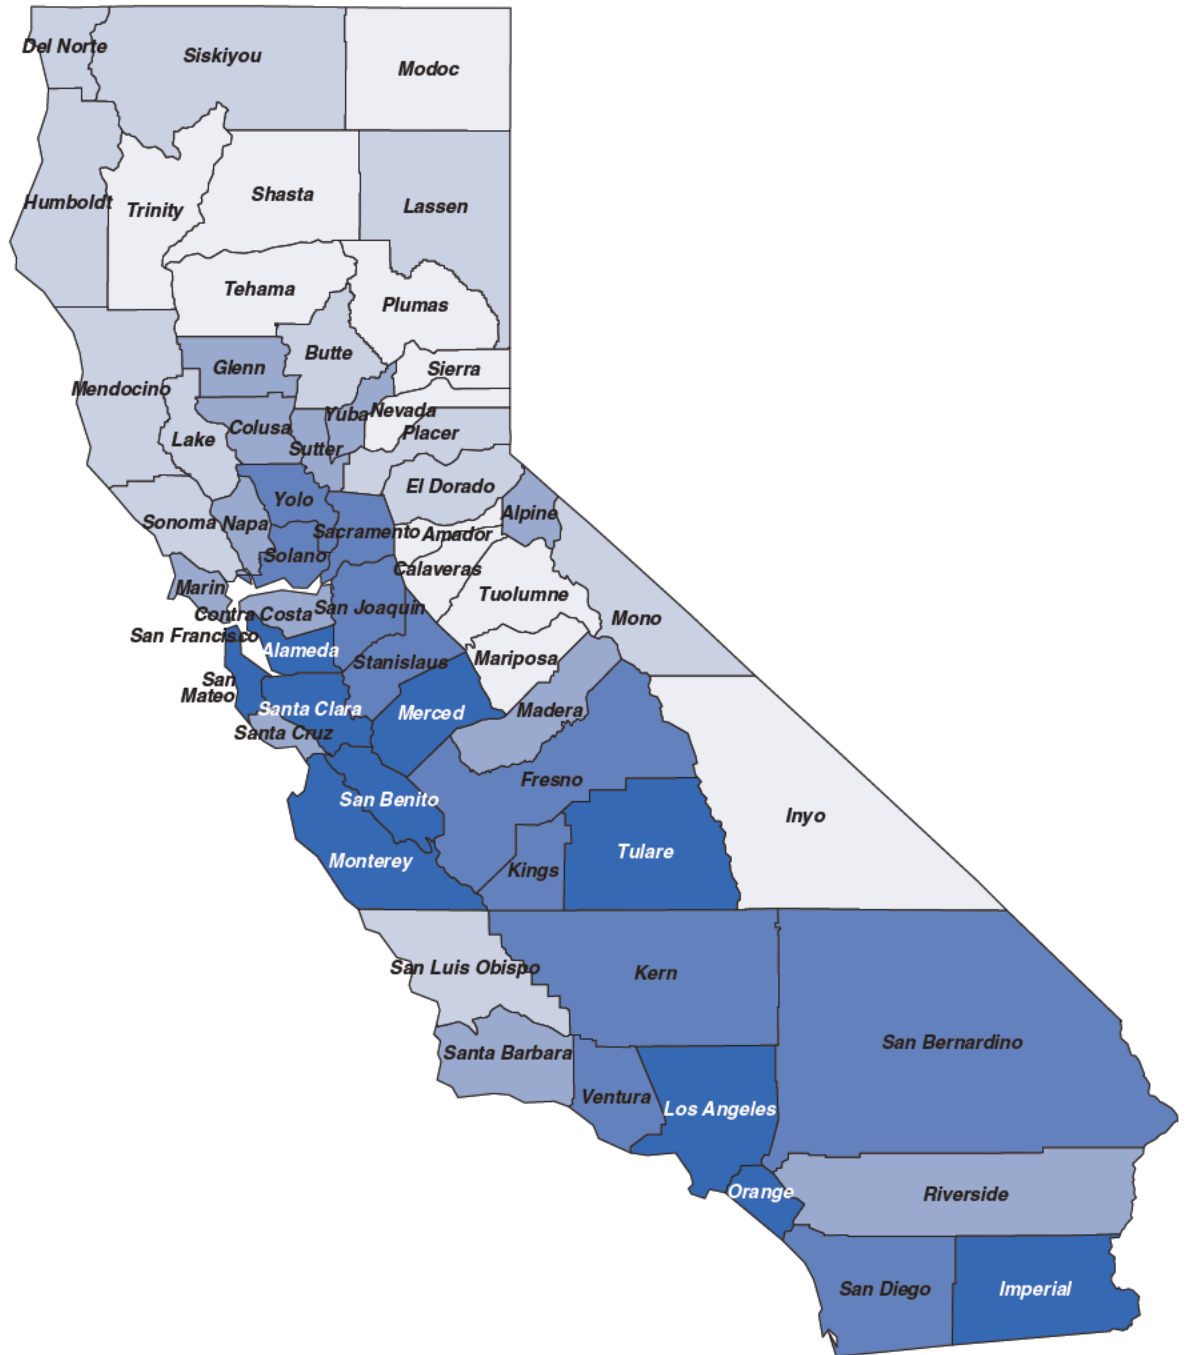 Del Norte
Siskiyou
Modoc
Humboldt
Trinity
Shasta
Lassen
Tehama
Plumas
Mendocino
Glenn
Butte
Sierra
Lake
Colusa
Sutter
Yuba
Nevada
Placer
Sonoma
Napa
Yolo
El Dorado
Alpine
Solano
Sacramento
Amador
Marin
Calaveras
Tuolumne
Mono
Contra Costa
San Joaquin
San Francisco
Alameda
Stanislaus
Mariposa
San
Mateo
Santa Clara
Merced
Madera
Santa Cruz
San Benito
Fresno
Inyo
Monterey
Kings
Tulare
San Luis Obispo
Kern
San Bernardino
Santa Barbara
Ventura
Los Angeles
Orange
Riverside
San Diego
Imperial